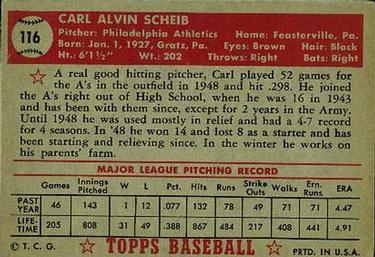 116
CARL ALVIN SCHEIB
Pitcher: Philadelphia Athletics Home: Feasterville, Pa.
Born: Jan. 1, 1927, Gratz, Pa. Eyes: Brown Hair: Black
Ht.: 6'1½" Wt.: 202 Throws: Right Bats: Right
A real good hitting pitcher, Carl played 52 games for
the A's in the outfield in 1948 and hit .298. He joined
the A's right out of High School, when he was 16 in 1943
and has been with them since, except for 2 years in the Army.
Until 1948 he was used mostly in relief and had a 4-7 record
for 4 seasons. In '48 he won 14 and lost 8 as a starter and has
been starting and relieving since. In the winter he works on
his parents' farm.
MAJOR LEAGUE PITCHING RECORD
Games Innings Pitched W L Pct. Hits Runs Strike Outs Walks Ern. Runs ERA
PAST YEAR 46 143 1 12 .077 132 78 49 71 71 4.47
LIFE-TIME 205 808 31 49 .388 867 484 217 408 441 4.91
© T. C. G. TOPPS BASEBALL PRTD. IN U.S.A.